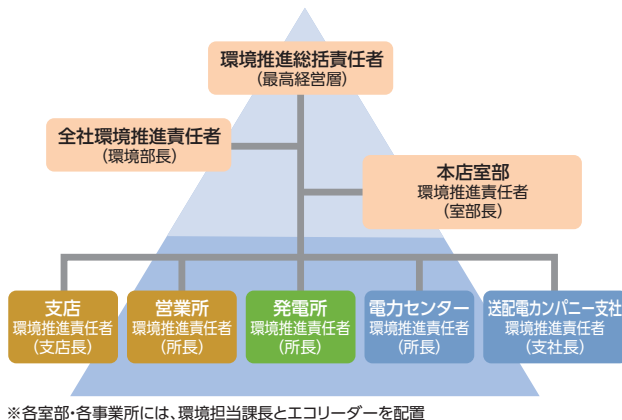 環境推進総括責任者
(最高経営層)
全社環境推進責任者
(環境部長)
本店室部
環境推進責任者
(室部長)
支店
環境推進責任者
(支店長)
営業所
環境推進責任者
(所長)
発電所
環境推進責任者
(所長)
電力センター
環境推進責任者
(所長)
送配電カンパニー支社
環境推進責任者
(支社長)
※各室部・各事業所には、環境担当課長とエコリーダーを配置